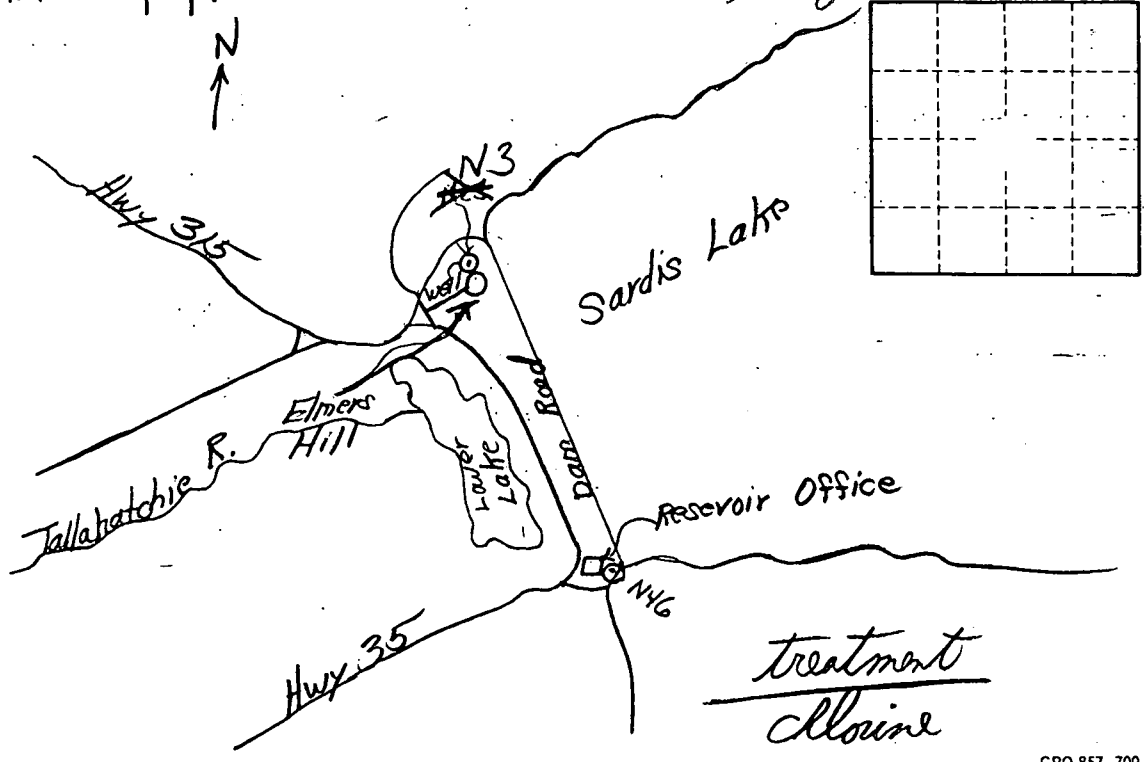 N
N3
Hwy 315
well
Sardis Lake
Dam Road
Elmers
Hill
Tallahatchie R.
Lower
Lake
Reservoir Office
N46
Hwy 35
treatment
Chlorine
GPO 857-700